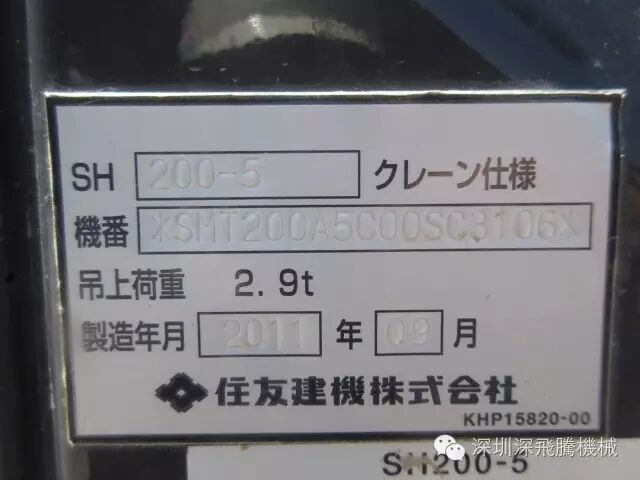 SH 200-5 クレーン仕様
機番 XSMT200A5C00SC3106X
吊上荷重 2.9t
製造年月 2011 年 09 月
住友建機株式会社
KHP15820-00
深圳深飛騰機械
SH200-5